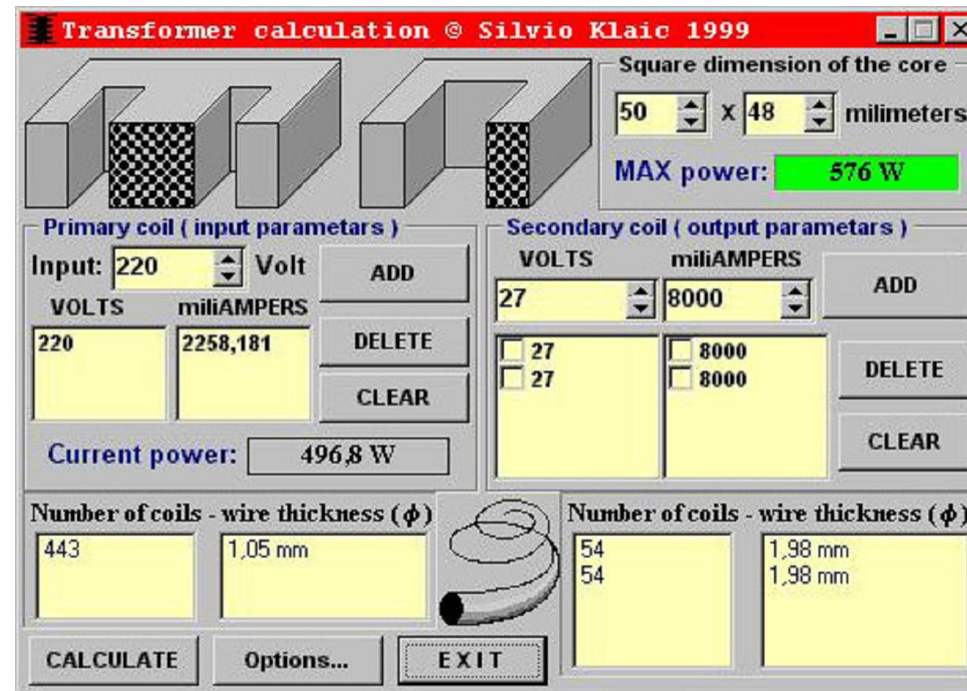 Transformer calculation @ Silvio Klaic 1999
Square dimension of the core
50 X 48 milimeters
MAX power: 576 W
Primary coil ( input parametars )
Input: 220 Volt ADD
VOLTS miliAMPERS
220 2258,181
DELETE
CLEAR
Current power: 496,8 W
Secondary coil ( output parametars )
VOLTS miliAMPERS
27 8000 ADD
27 8000
27 8000
DELETE
CLEAR
Number of coils - wire thickness (ϕ)
443 1,05 mm
Number of coils - wire thickness (ϕ)
54 1,98 mm
54 1,98 mm
CALCULATE Options... EXIT